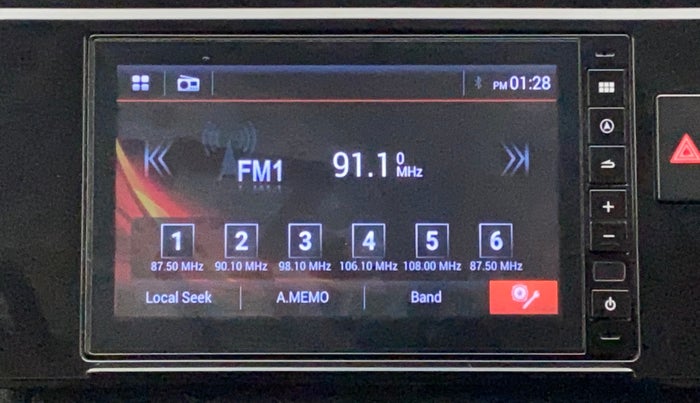 PM 01:28
FM1 91.10 MHz
1 2 3 4 5 6
87.50 MHz 90.10 MHz 98.10 MHz 106.10 MHz 108.00 MHz 87.50 MHz
Local Seek A.MEMO Band
+
−